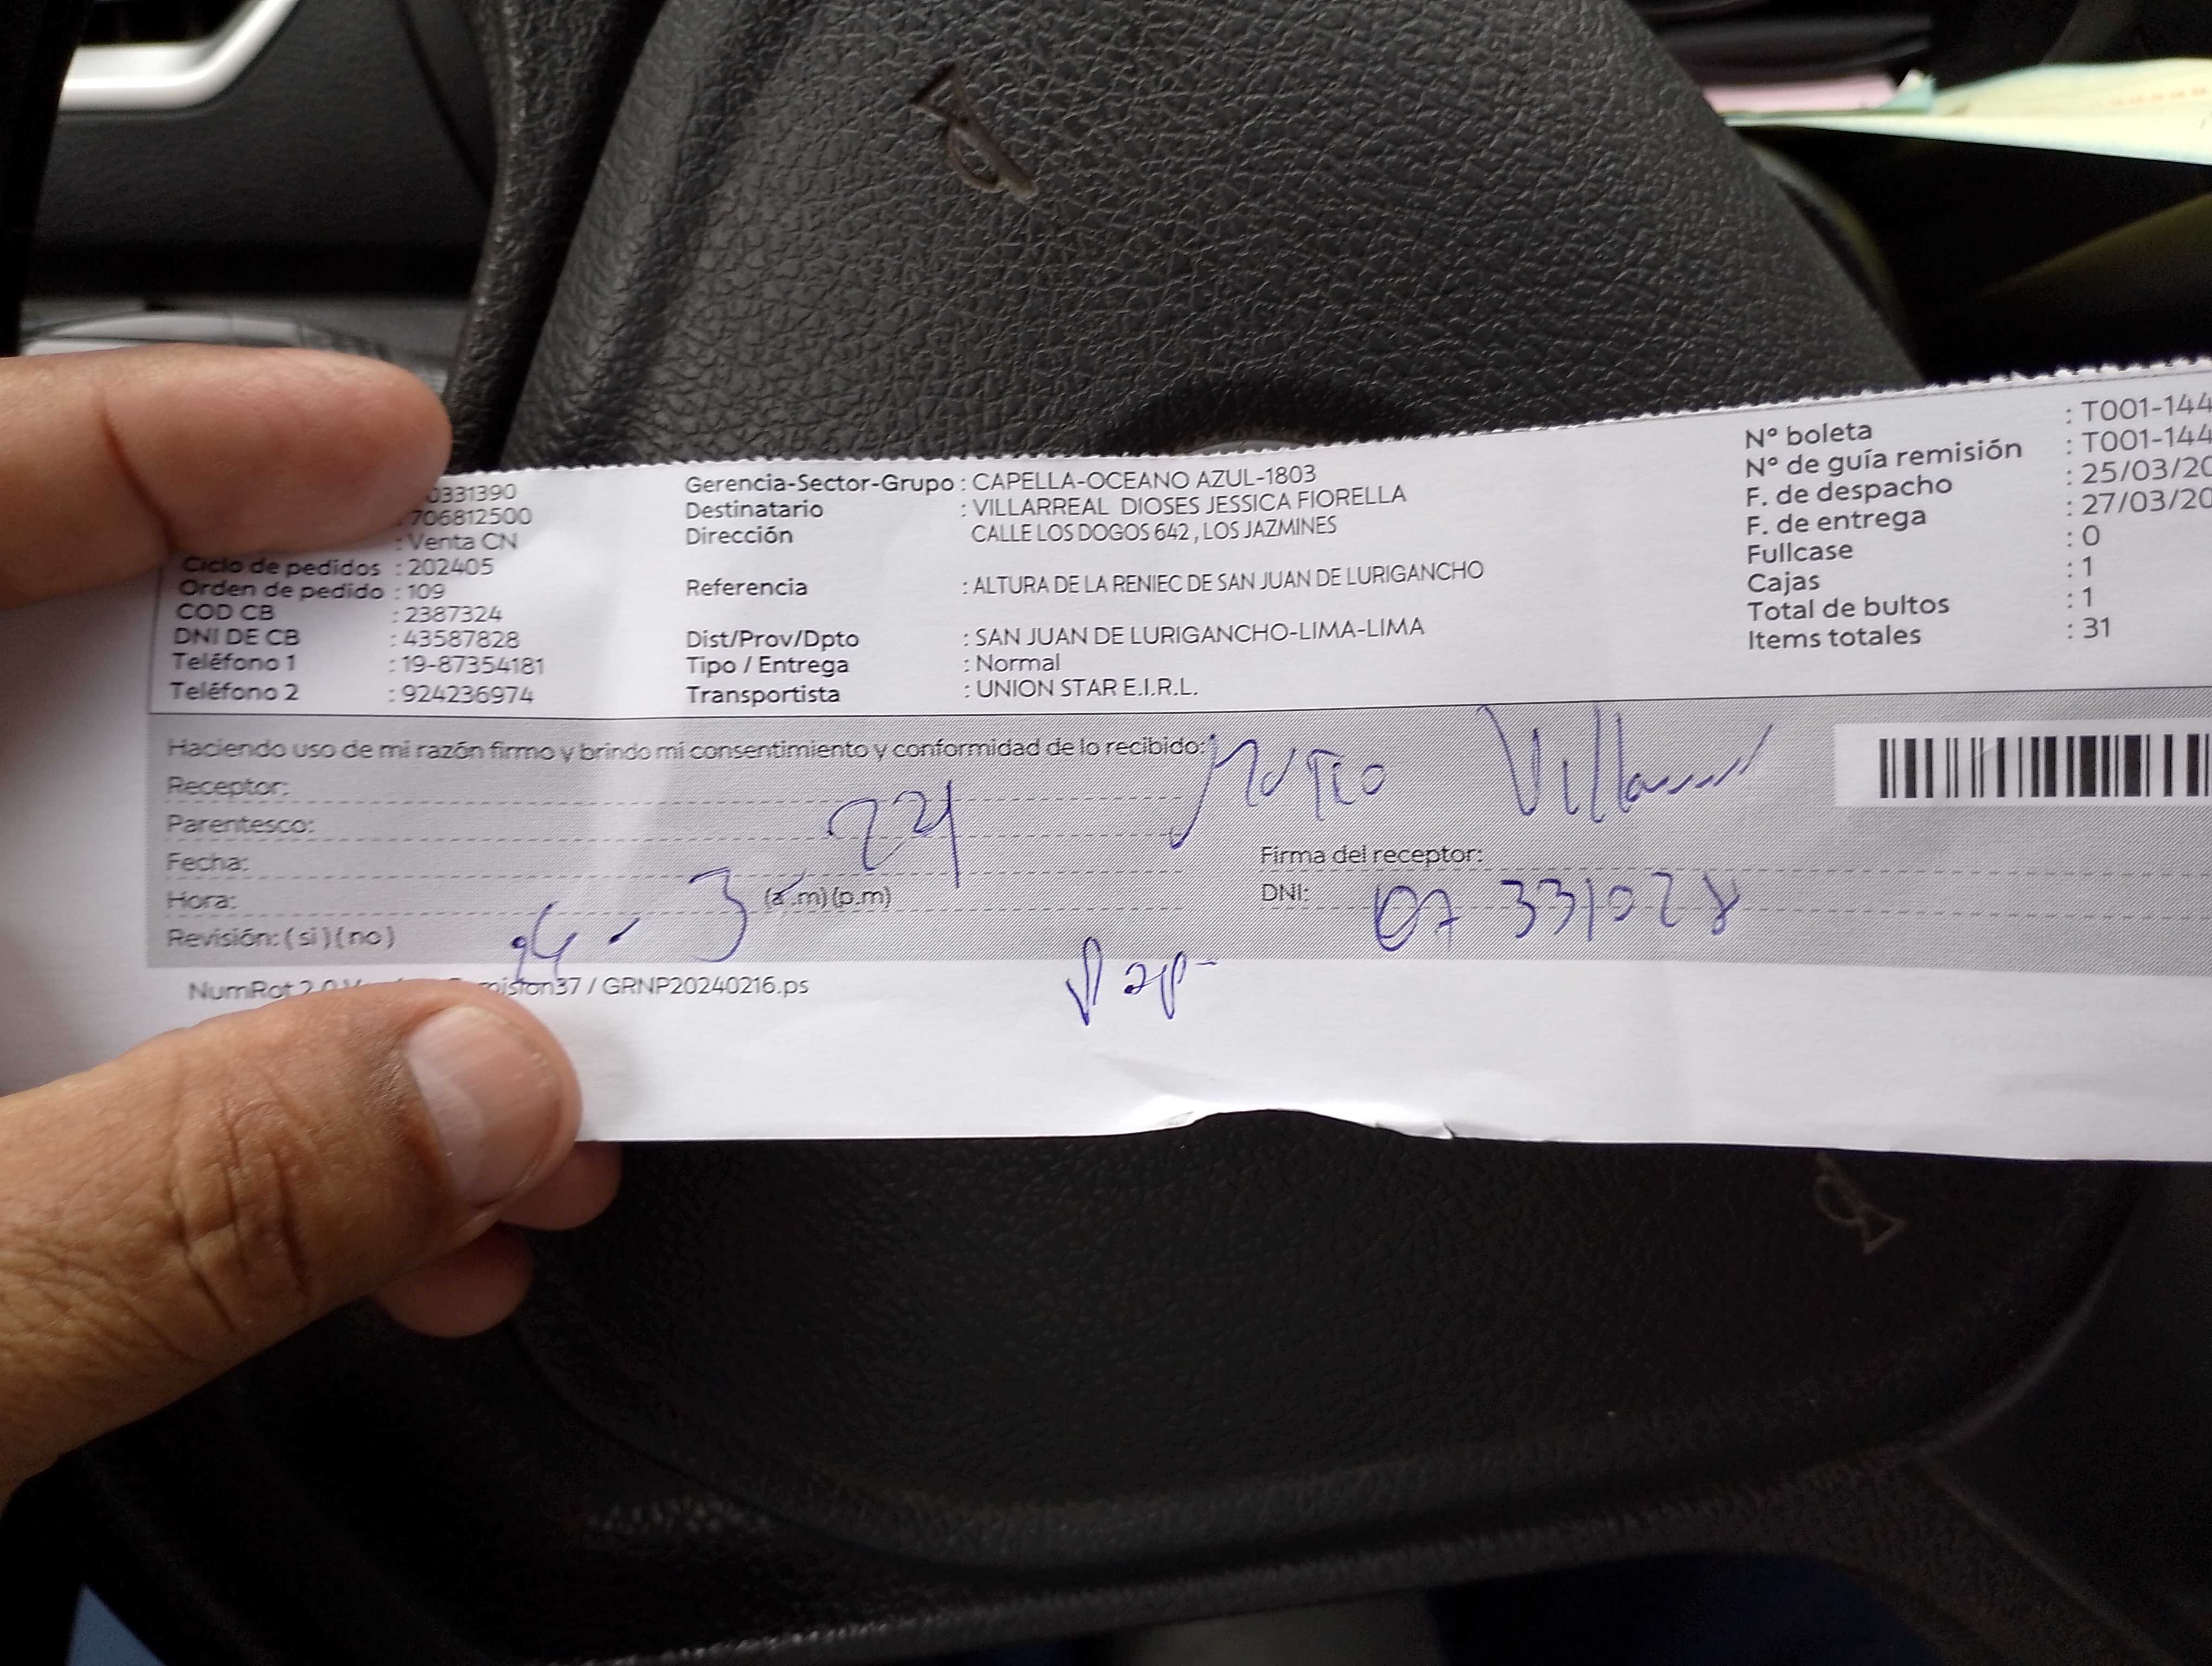 0331390
: 706812500
: Venta CN
Ciclo de pedidos : 202405
Orden de pedido : 109
COD CB : 2387324
DNI DE CB : 43587828
Teléfono 1 : 19-87354181
Teléfono 2 : 924236974
Gerencia-Sector-Grupo : CAPELLA-OCEANO AZUL-1803
Destinatario : VILLARREAL DIOSES JESSICA FIORELLA
Dirección CALLE LOS DOGOS 642 , LOS JAZMINES
Referencia : ALTURA DE LA RENIEC DE SAN JUAN DE LURIGANCHO
Dist/Prov/Dpto : SAN JUAN DE LURIGANCHO-LIMA-LIMA
Tipo / Entrega : Normal
Transportista : UNION STAR E.I.R.L.
N° boleta : T001-144
N° de guía remisión : T001-144
F. de despacho : 25/03/20
F. de entrega : 27/03/20
Fullcase : 0
Cajas : 1
Total de bultos : 1
Items totales : 31
Haciendo uso de mi razón firmo y brindo mi consentimiento y conformidad de lo recibido:
Receptor:
Parentesco:
Fecha:
Hora: (a.m)(p.m)
Revisión: (si)(no)
3 24
Firma del receptor:
DNI: 07331028
NumRot 2.0 mision37 / GRNP20240216.ps